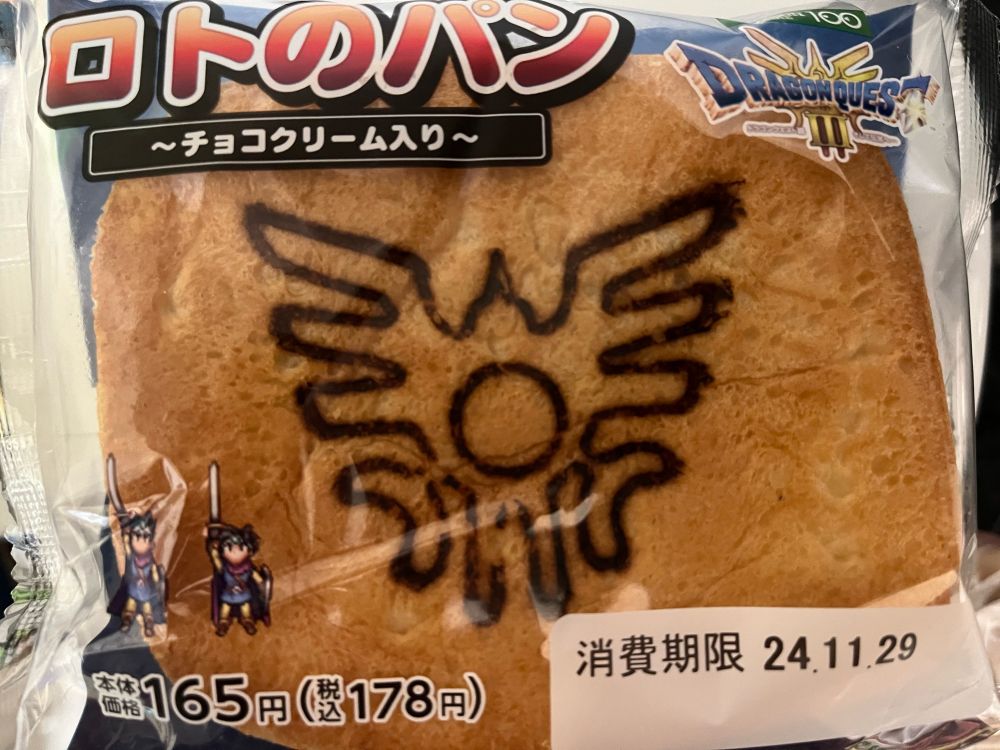 ロトのパン
～チョコクリーム入り～
DRAGON QUEST
III
消費期限 24.11.29
本体価格165円(税込178円)